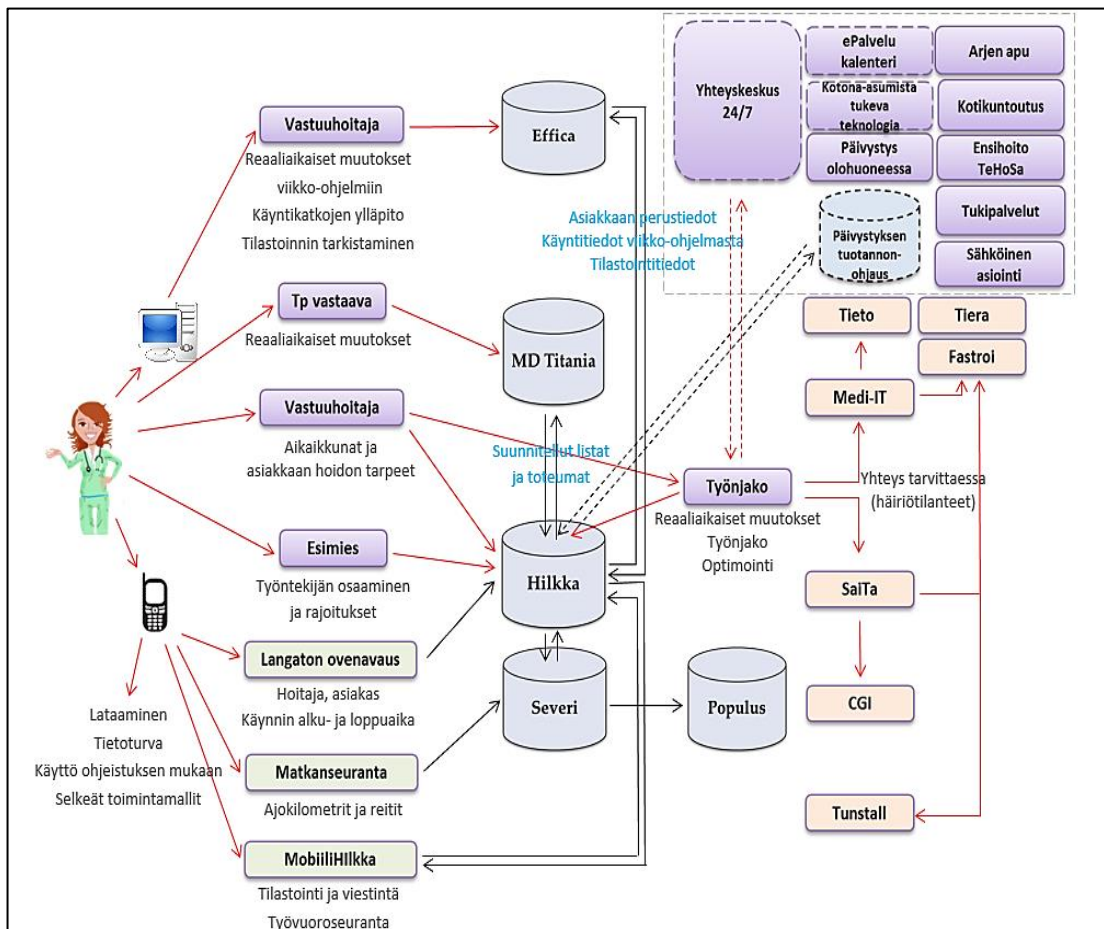 Vastuuhoitaja
Reaaliaikaiset muutokset
viikko-ohjelmiin
Käyntikatkojen ylläpito
Tilastoinnin tarkistaminen
Effica
Yhteyskeskus
24/7
ePalvelu
kalenteri
Kotona-asumista
tukeva
teknologia
Päivystys
olohuoneessa
Päivystyksen
tuotannon-
ohjaus
Arjen apu
Kotikuntoutus
Ensihoito
TeHoSa
Tukipalvelut
Sähköinen
asiointi
Asiakkaan perustiedot
Käyntitiedot viikko-ohjelmasta
Tilastointitiedot
Tp vastaava
Reaaliaikaiset muutokset
MD Titania
Tieto
Tiera
Fastroi
Medi-IT
Vastuuhoitaja
Aikaikkunat ja
asiakkaan hoidon tarpeet
Suunnitellut listat
ja toteumat
Työnjako
Reaaliaikaiset muutokset
Työnjako
Optimointi
Yhteys tarvittaessa
(häiriötilanteet)
Esimies
Työntekijän osaaminen
ja rajoitukset
Hilkka
SaITa
Langaton ovenavaus
Hoitaja, asiakas
Käynnin alku- ja loppuaika
Severi
Populus
CGI
Lataaminen
Tietoturva
Käyttö ohjeistuksen mukaan
Selkeät toimintamallit
Matkanseuranta
Ajokilometrit ja reitit
Tunstall
MobiiliHIlkka
Tilastointi ja viestintä
Työvuoroseuranta